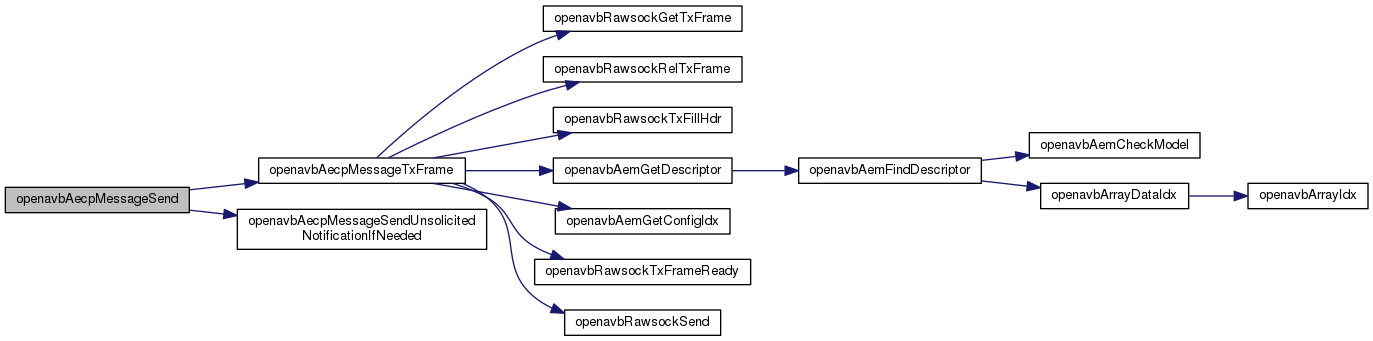 openavbRawsockGetTxFrame
openavbRawsockRelTxFrame
openavbRawsockTxFillHdr
openavbAemCheckModel
openavbAecpMessageTxFrame
openavbAemGetDescriptor
openavbAemFindDescriptor
openavbAecpMessageSend
openavbArrayDataIdx
openavbArrayIdx
openavbAecpMessageSendUnsolicited
NotificationIfNeeded
openavbAemGetConfigIdx
openavbRawsockTxFrameReady
openavbRawsockSend